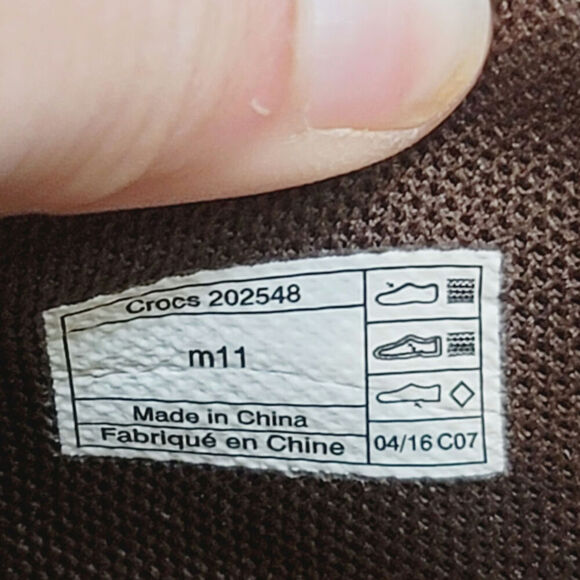 Crocs 202548
m11
Made in China
Fabriqué en Chine
04/16 C07